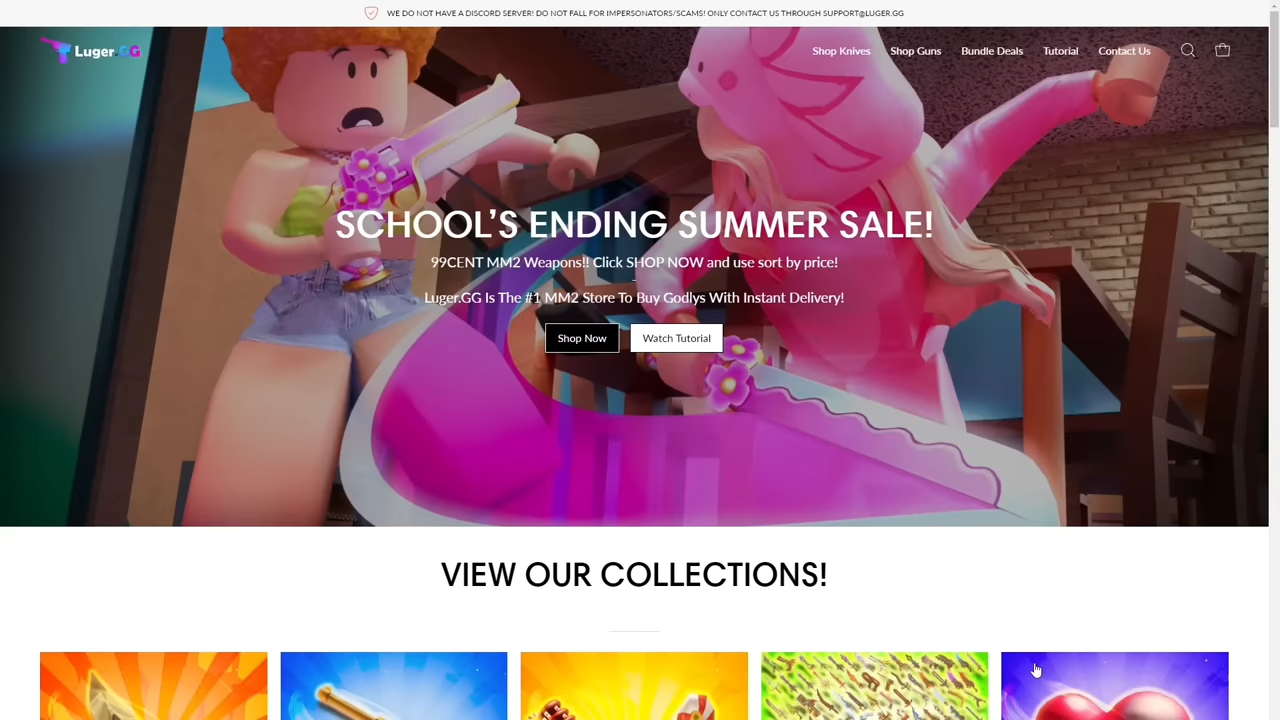 WE DO NOT HAVE A DISCORD SERVER! DO NOT FALL FOR IMPERSONATORS/SCAMS! ONLY CONTACT US THROUGH SUPPORT@LUGER.GG
Luger.GG
Shop Knives
Shop Guns
Bundle Deals
Tutorial
Contact Us
SCHOOL'S ENDING SUMMER SALE!
99CENT MM2 Weapons!! Click SHOP NOW and use sort by price!
Luger.GG Is The #1 MM2 Store To Buy Godlys With Instant Delivery!
Shop Now
Watch Tutorial
VIEW OUR COLLECTIONS!